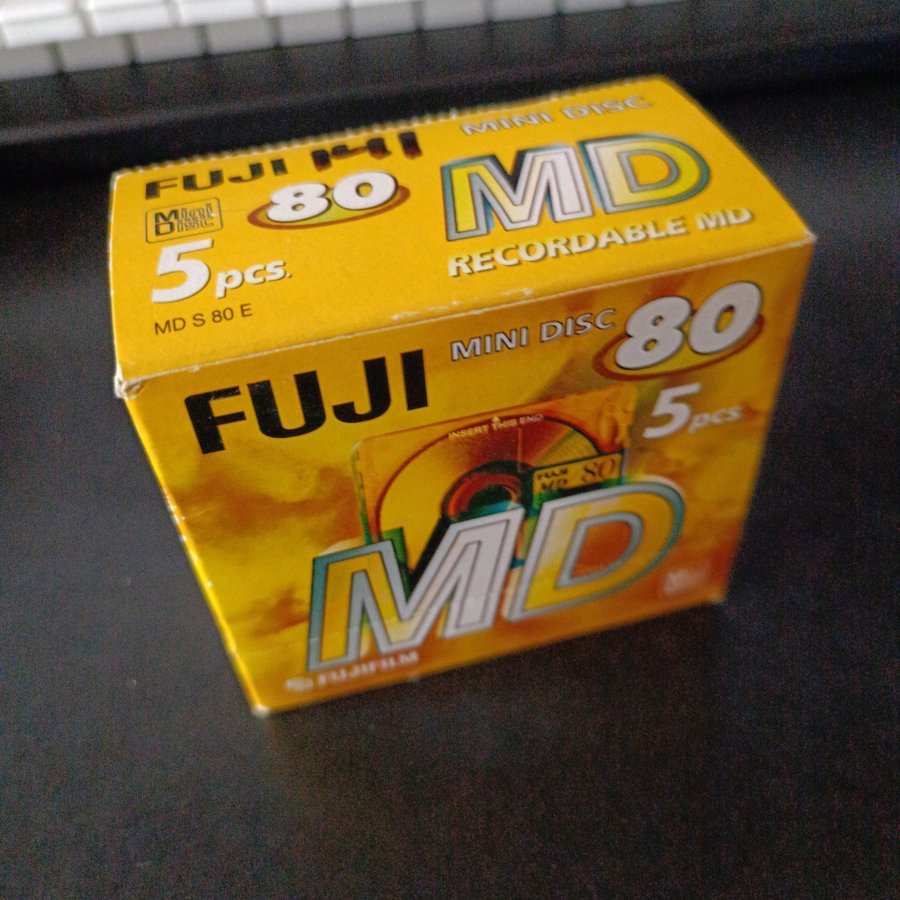 FUJI MINI DISC
Mini Disc 80 MD
5 pcs. RECORDABLE MD
MD S 80 E
FUJI MINI DISC 80
5 pcs.
INSERT THIS END
FUJI
MD 80
MD
FUJIFILM